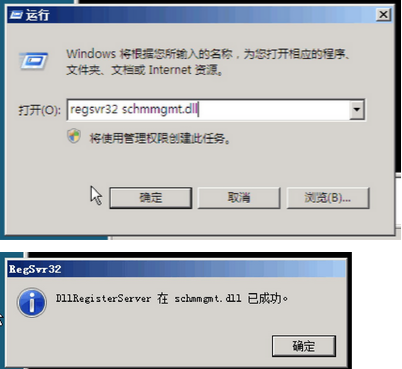 运行
Windows 将根据您所输入的名称，为您打开相应的程序、
文件夹、文档或 Internet 资源。
打开(O): regsvr32 schmmgmt.dll
将使用管理权限创建此任务。
确定 取消 浏览(B)...
RegSvr32
DllRegisterServer 在 schmmgmt.dll 已成功。
确定